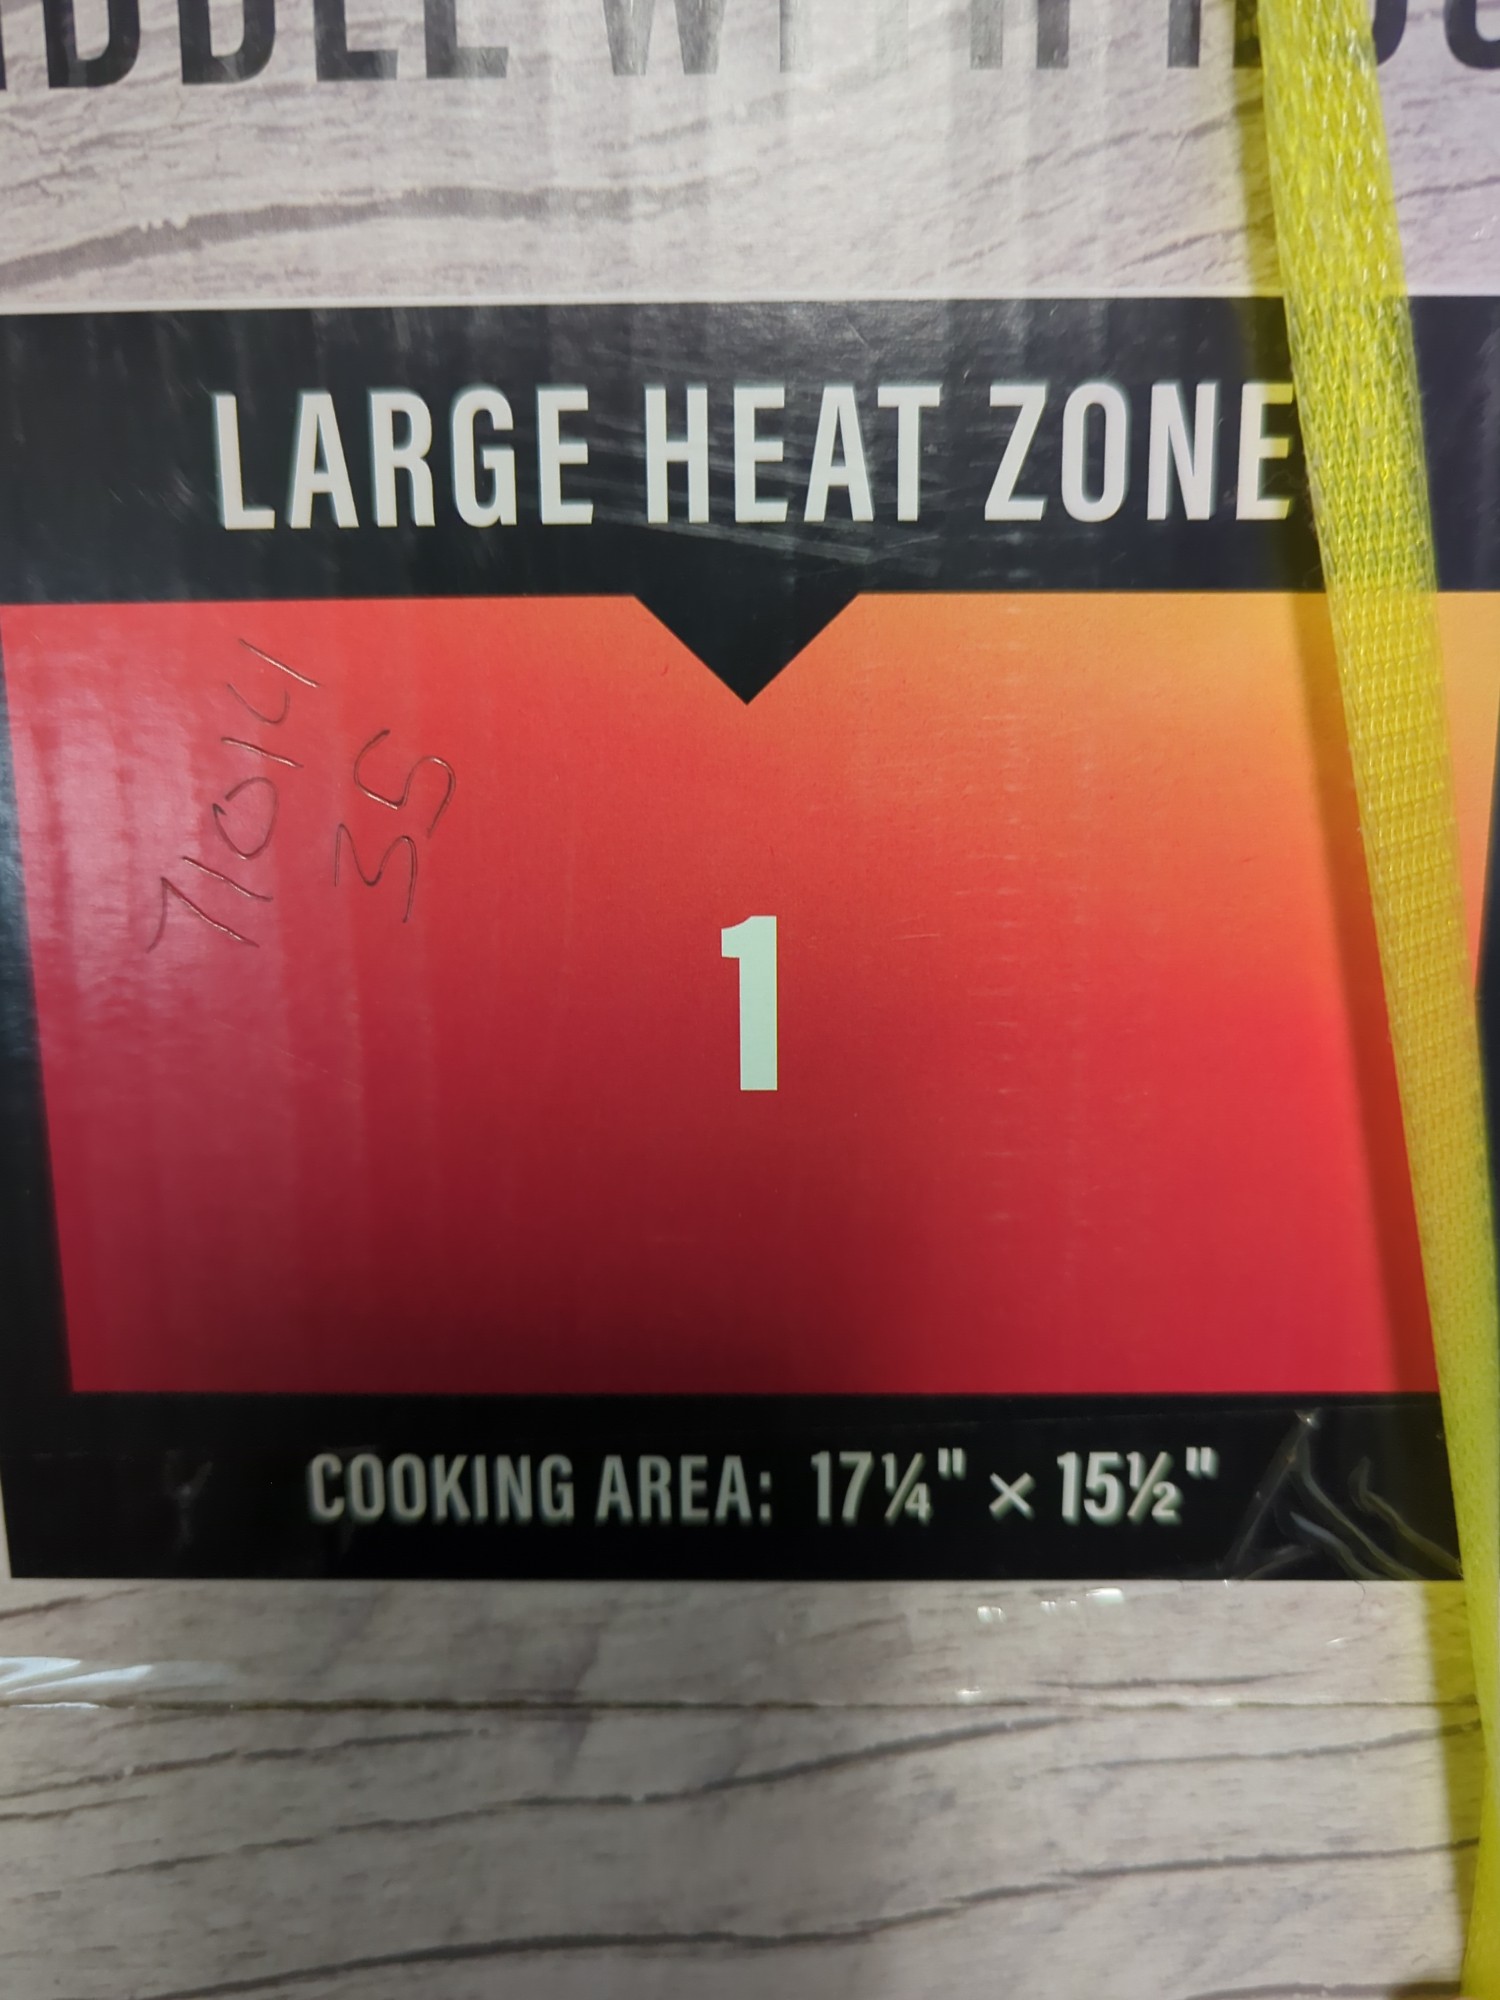 LARGE HEAT ZONE
71014
35
1
COOKING AREA: 17¼" × 15½"